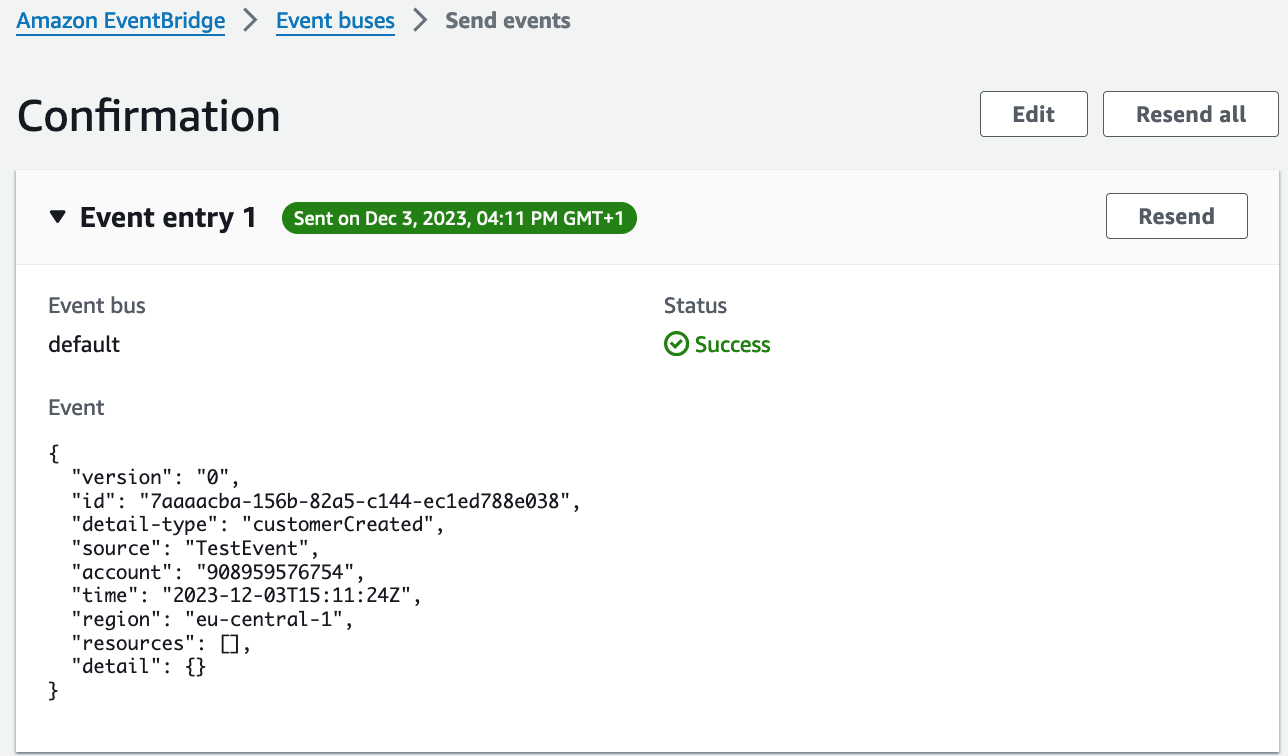 Amazon EventBridge > Event buses > Send events
Confirmation
Edit
Resend all
Event entry 1
Sent on Dec 3, 2023, 04:11 PM GMT+1
Resend
Event bus
Status
default
Success
Event
{
  "version": "0",
  "id": "7aaaacba-156b-82a5-c144-ec1ed788e038",
  "detail-type": "customerCreated",
  "source": "TestEvent",
  "account": "908959576754",
  "time": "2023-12-03T15:11:24Z",
  "region": "eu-central-1",
  "resources": [],
  "detail": {}
}